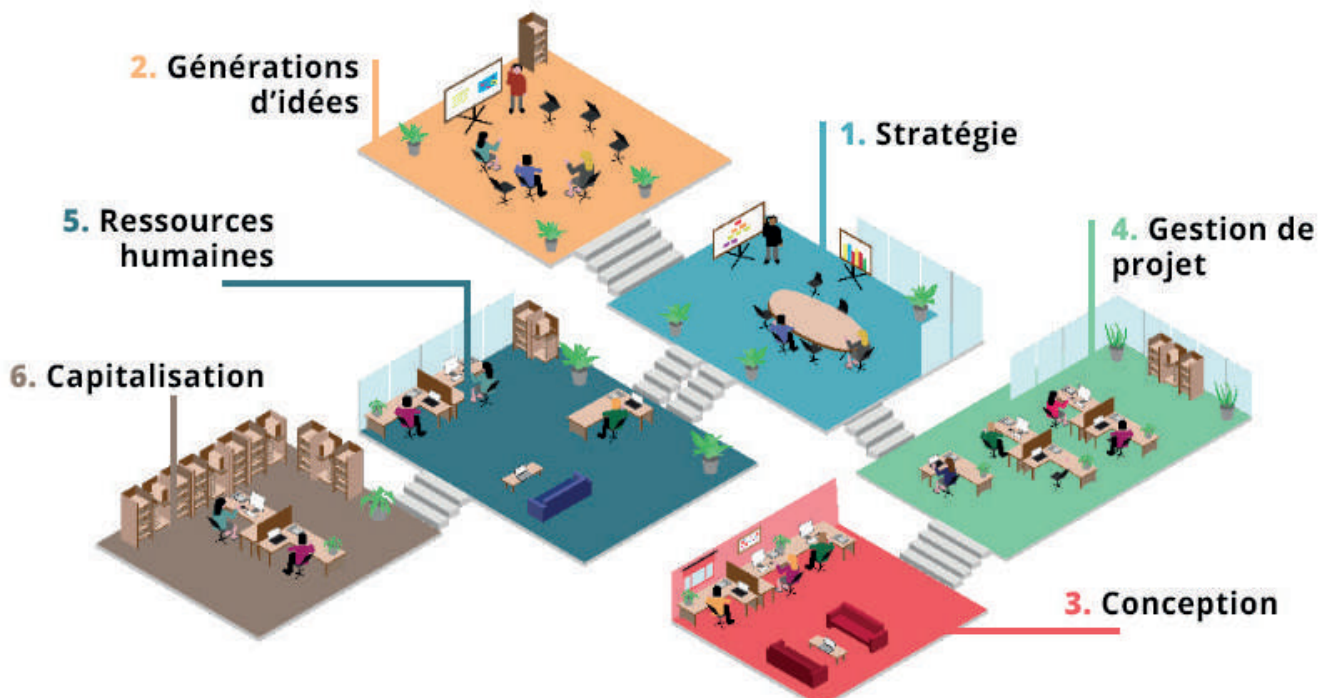 2. Générations
d'idées
1. Stratégie
5. Ressources
humaines
4. Gestion de
projet
6. Capitalisation
3. Conception